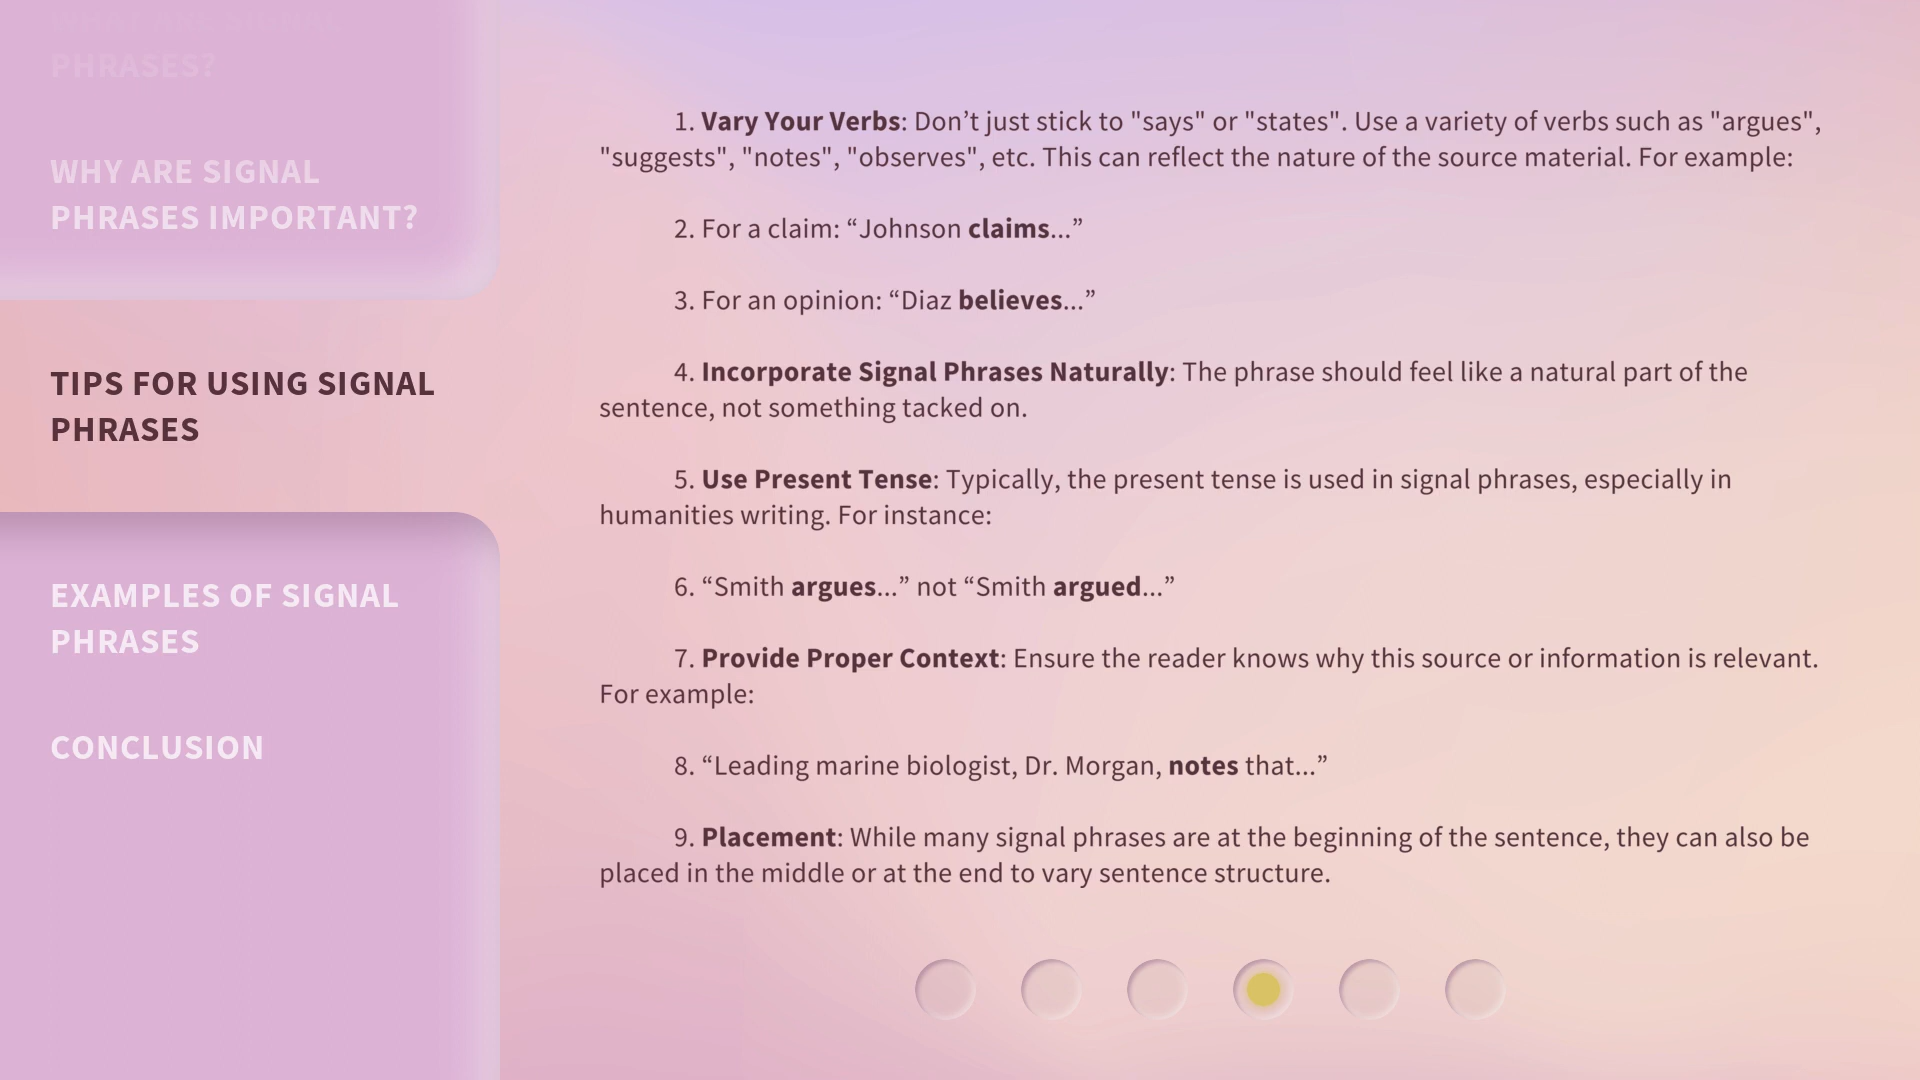 PHRASES?
WHY ARE SIGNAL
PHRASES IMPORTANT?
TIPS FOR USING SIGNAL
PHRASES
EXAMPLES OF SIGNAL
PHRASES
CONCLUSION
1. Vary Your Verbs: Don’t just stick to "says" or "states". Use a variety of verbs such as "argues",
"suggests", "notes", "observes", etc. This can reflect the nature of the source material. For example:
2. For a claim: “Johnson claims...”
3. For an opinion: “Diaz believes...”
4. Incorporate Signal Phrases Naturally: The phrase should feel like a natural part of the
sentence, not something tacked on.
5. Use Present Tense: Typically, the present tense is used in signal phrases, especially in
humanities writing. For instance:
6. “Smith argues...” not “Smith argued...”
7. Provide Proper Context: Ensure the reader knows why this source or information is relevant.
For example:
8. “Leading marine biologist, Dr. Morgan, notes that...”
9. Placement: While many signal phrases are at the beginning of the sentence, they can also be
placed in the middle or at the end to vary sentence structure.